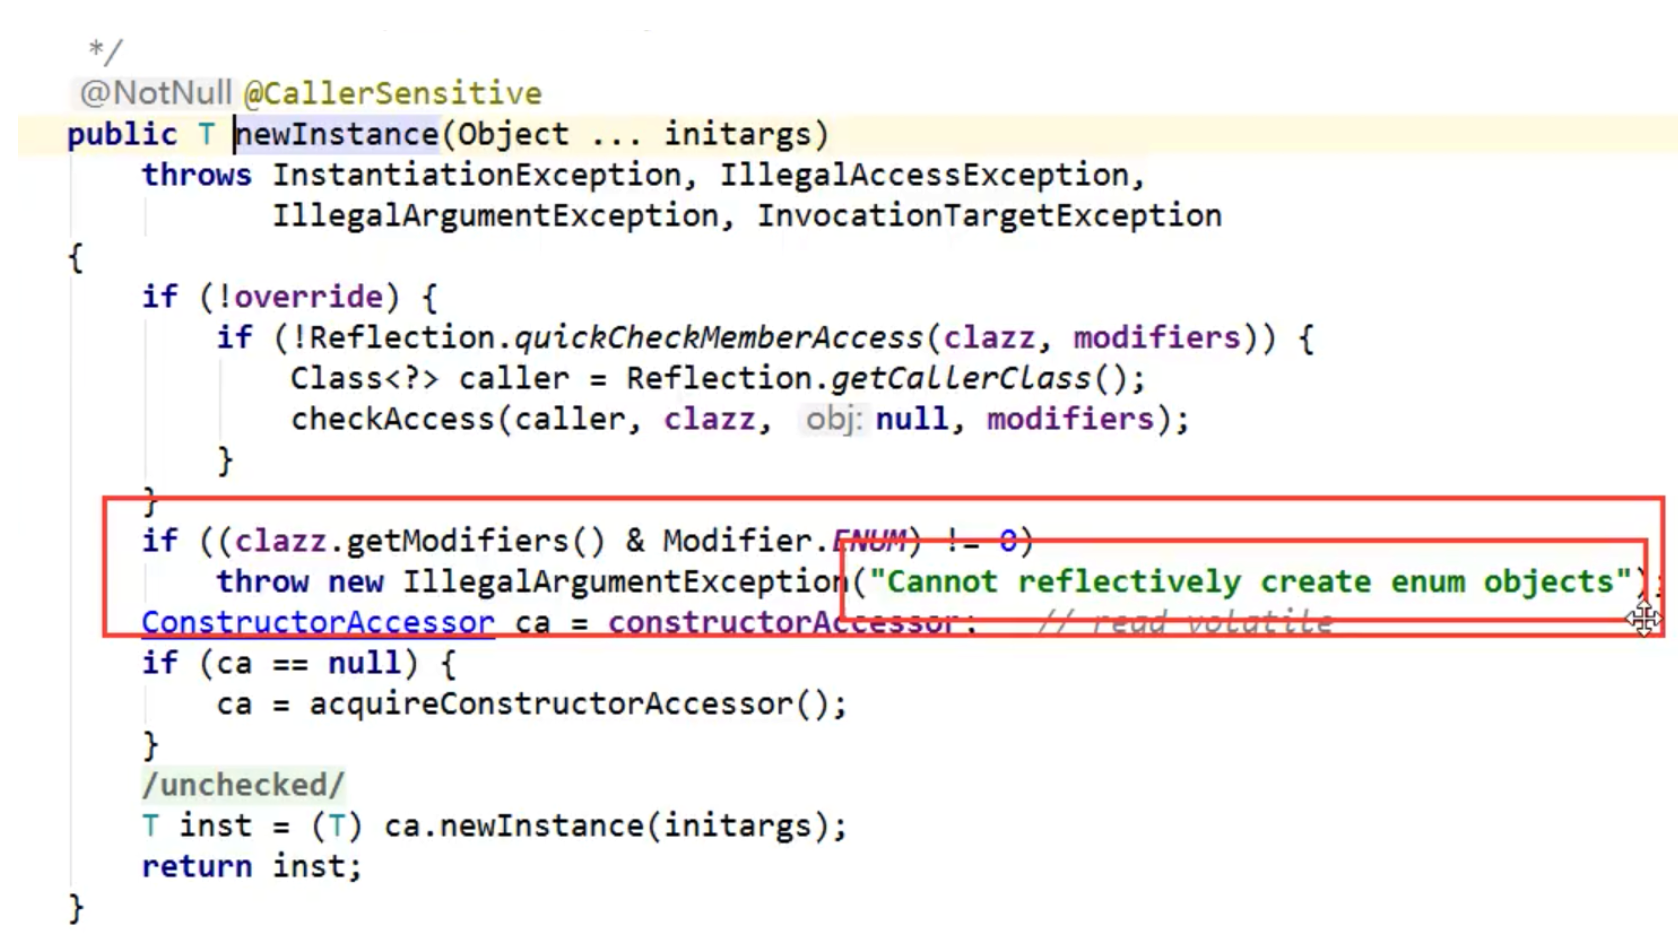 */
@NotNull @CallerSensitive
public T newInstance(Object ... initargs)
throws InstantiationException, IllegalAccessException,
IllegalArgumentException, InvocationTargetException
{
if (!override) {
if (!Reflection.quickCheckMemberAccess(clazz, modifiers)) {
Class<?> caller = Reflection.getCallerClass();
checkAccess(caller, clazz, obj: null, modifiers);
}
}
if ((clazz.getModifiers() & Modifier.ENUM) != 0)
throw new IllegalArgumentException("Cannot reflectively create enum objects");
ConstructorAccessor ca = constructorAccessor; // read volatile
if (ca == null) {
ca = acquireConstructorAccessor();
}
/unchecked/
T inst = (T) ca.newInstance(initargs);
return inst;
}